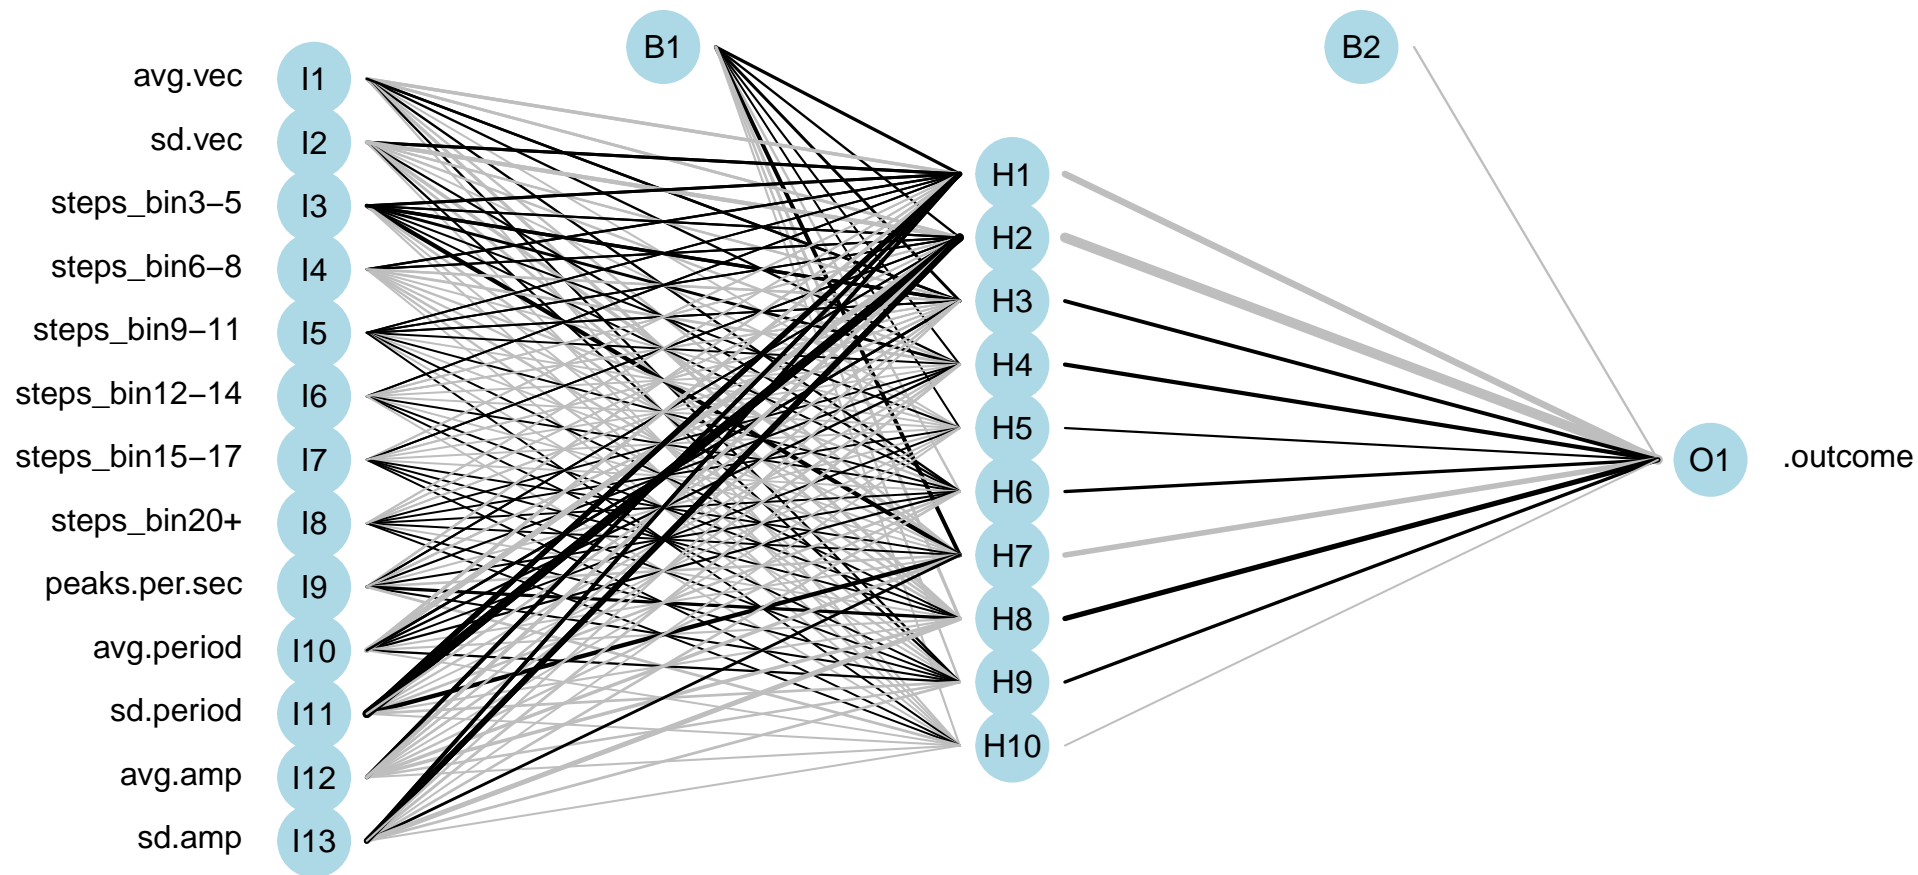 B1
B2
avg.vec I1
sd.vec I2
steps_bin3–5 I3
steps_bin6–8 I4
steps_bin9–11 I5
steps_bin12–14 I6
steps_bin15–17 I7
steps_bin20+ I8
peaks.per.sec I9
avg.period I10
sd.period I11
avg.amp I12
sd.amp I13
H1
H2
H3
H4
H5
H6
H7
H8
H9
H10
O1 .outcome